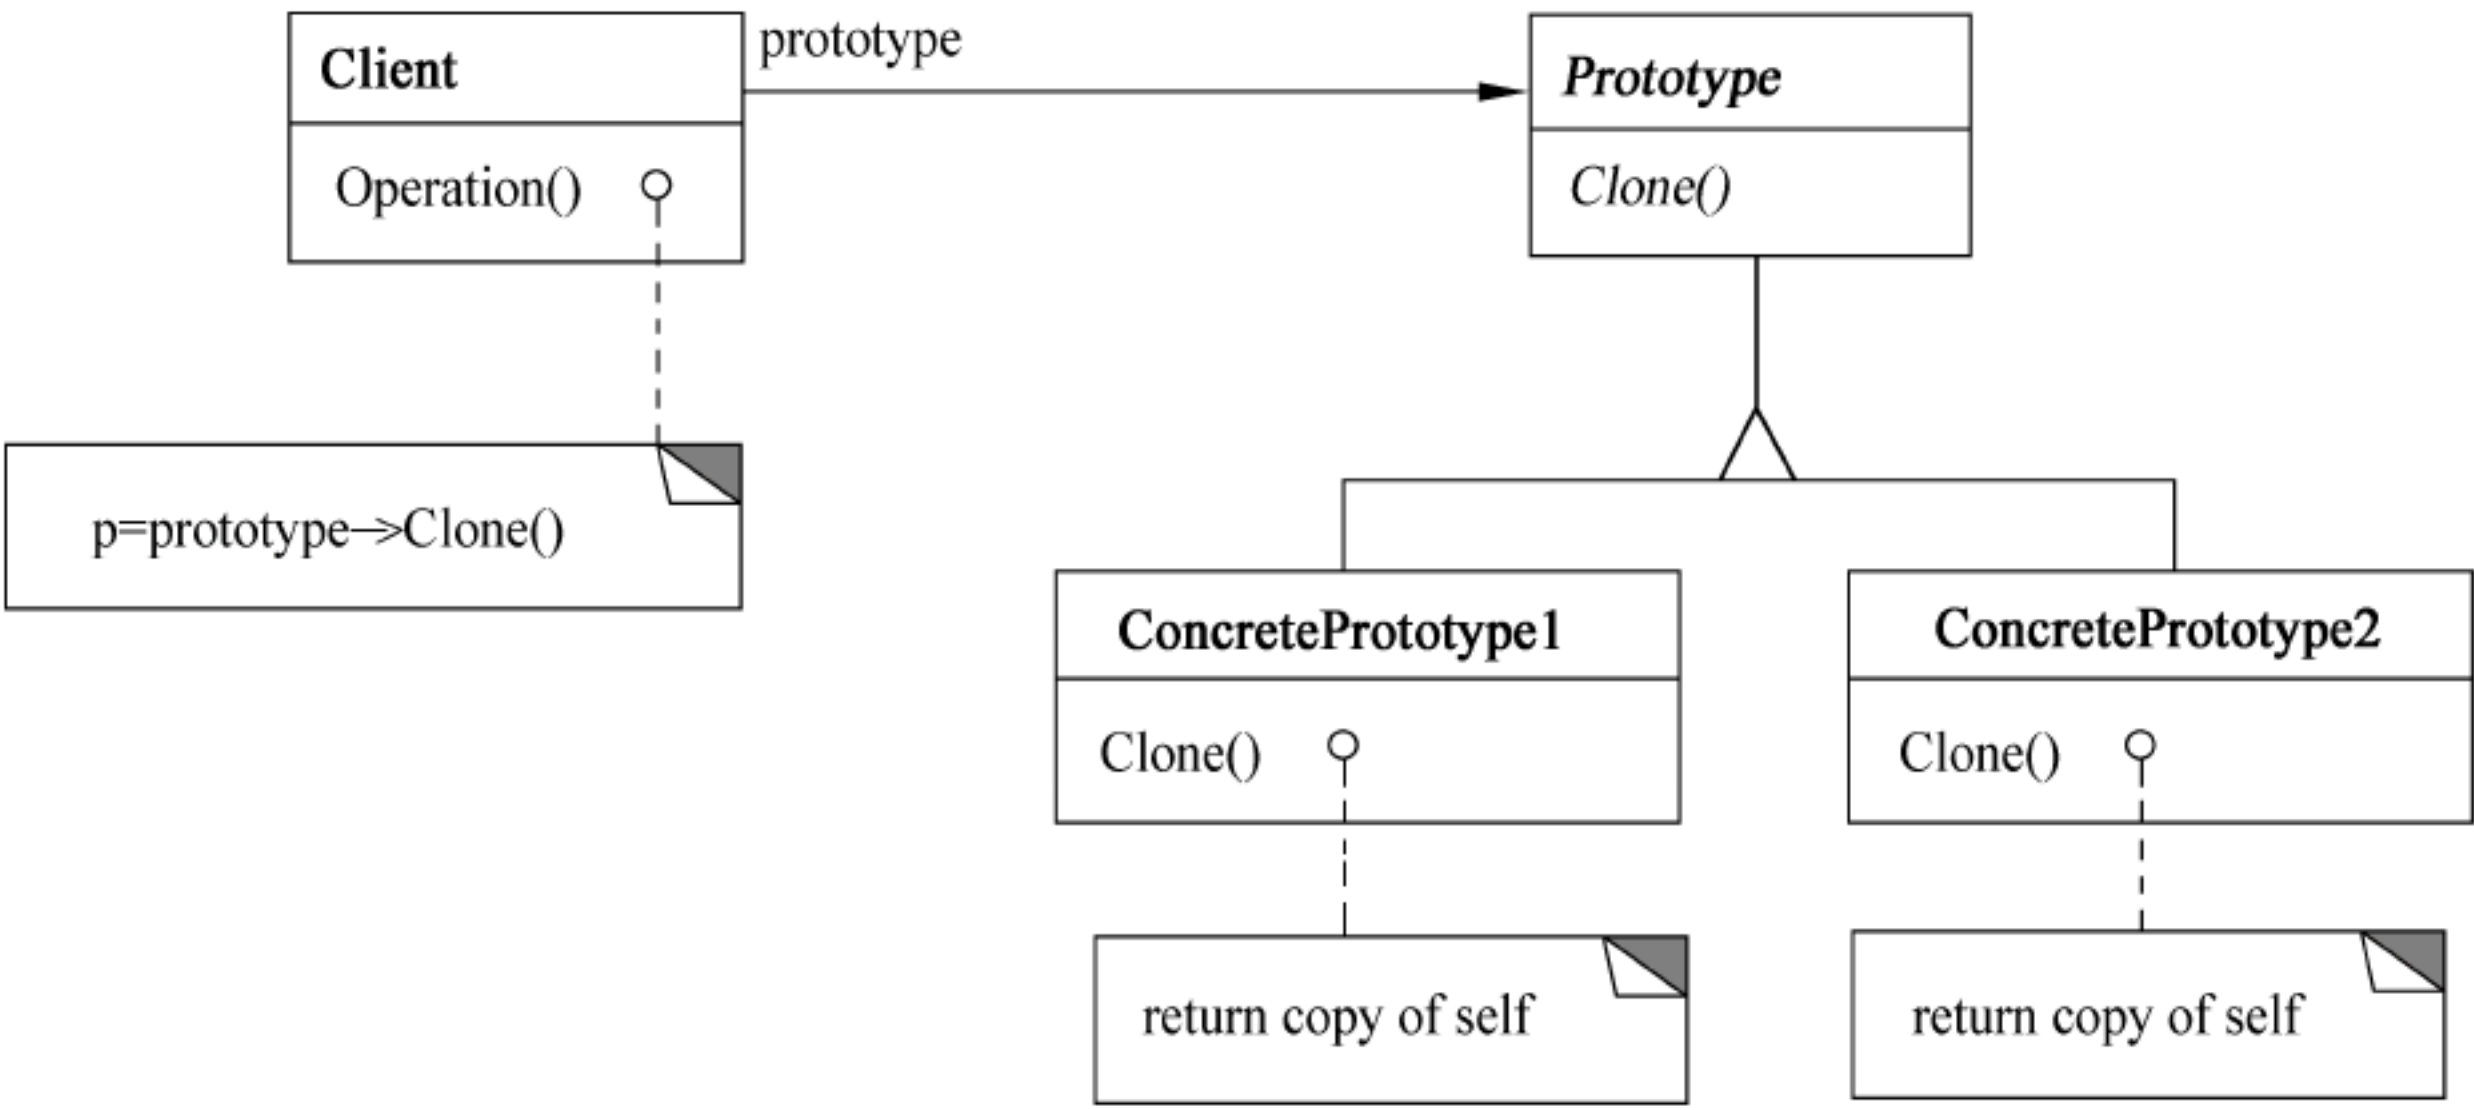 Client
Operation()
p=prototype—>Clone()
prototype
Prototype
Clone()
ConcretePrototype1
Clone()
return copy of self
ConcretePrototype2
Clone()
return copy of self